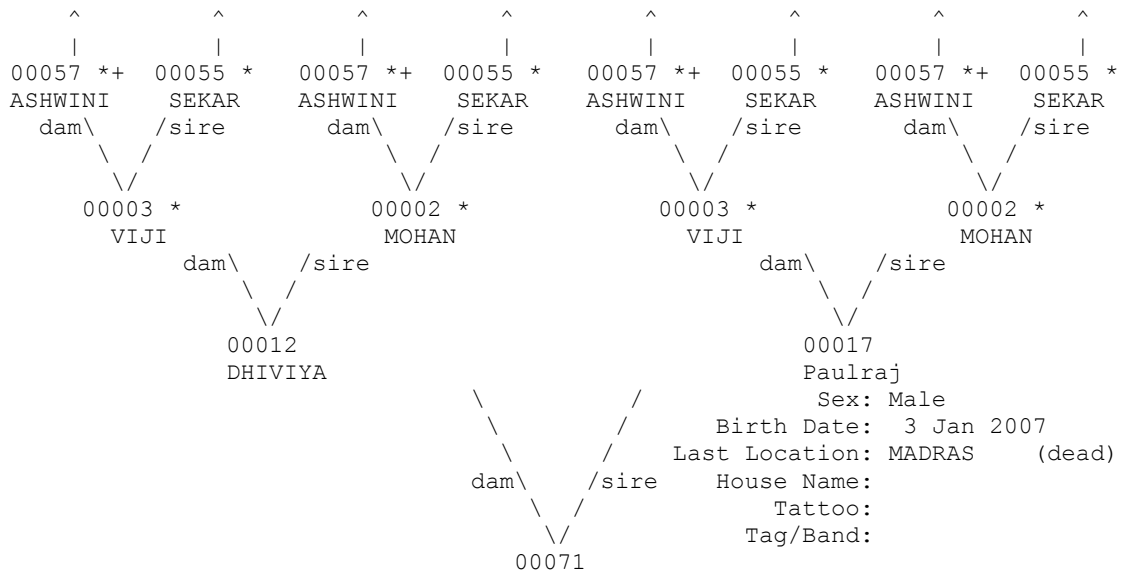 ^ ^ ^ ^ ^ ^ ^ ^
| | | | | | | |
00057 *+ 00055 * 00057 *+ 00055 * 00057 *+ 00055 * 00057 *+ 00055 *
ASHWINI SEKAR ASHWINI SEKAR ASHWINI SEKAR ASHWINI SEKAR
dam\ /sire dam\ /sire dam\ /sire dam\ /sire
\ / \ / \ / \ /
\/ \/ \/ \/
00003 * 00002 * 00003 * 00002 *
VIJI MOHAN VIJI MOHAN
dam\ /sire dam\ /sire
\ / \ /
\/ \/
00012 00017
DHIVIYA Paulraj
\ / Sex: Male
\ / Birth Date: 3 Jan 2007
\ / Last Location: MADRAS (dead)
dam\ /sire House Name:
\ / Tattoo:
\/ Tag/Band:
00071